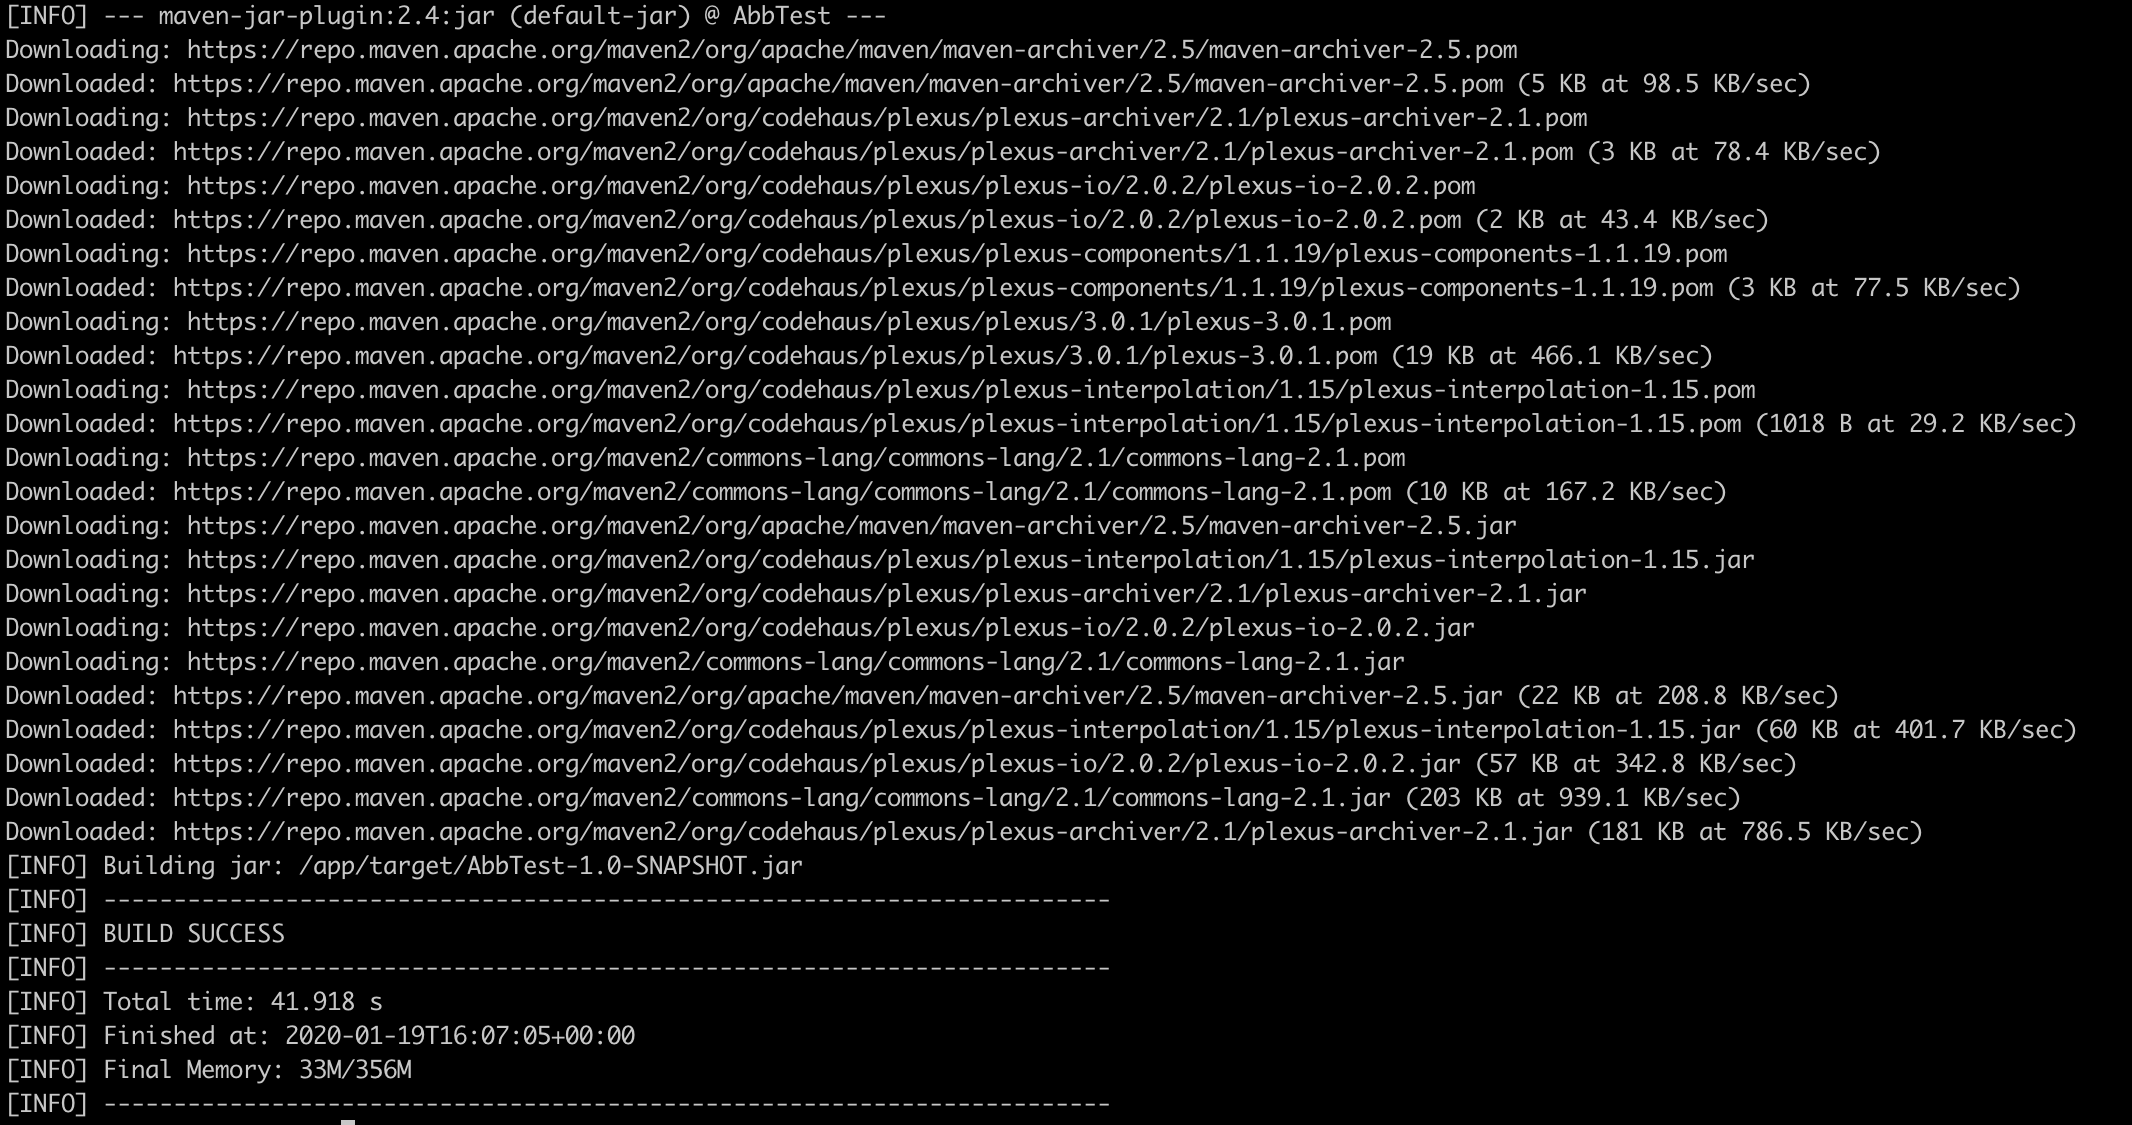 [INFO] --- maven-jar-plugin:2.4:jar (default-jar) @ AbbTest ---
Downloading: https://repo.maven.apache.org/maven2/org/apache/maven/maven-archiver/2.5/maven-archiver-2.5.pom
Downloaded: https://repo.maven.apache.org/maven2/org/apache/maven/maven-archiver/2.5/maven-archiver-2.5.pom (5 KB at 98.5 KB/sec)
Downloading: https://repo.maven.apache.org/maven2/org/codehaus/plexus/plexus-archiver/2.1/plexus-archiver-2.1.pom
Downloaded: https://repo.maven.apache.org/maven2/org/codehaus/plexus/plexus-archiver/2.1/plexus-archiver-2.1.pom (3 KB at 78.4 KB/sec)
Downloading: https://repo.maven.apache.org/maven2/org/codehaus/plexus/plexus-io/2.0.2/plexus-io-2.0.2.pom
Downloaded: https://repo.maven.apache.org/maven2/org/codehaus/plexus/plexus-io/2.0.2/plexus-io-2.0.2.pom (2 KB at 43.4 KB/sec)
Downloading: https://repo.maven.apache.org/maven2/org/codehaus/plexus/plexus-components/1.1.19/plexus-components-1.1.19.pom
Downloaded: https://repo.maven.apache.org/maven2/org/codehaus/plexus/plexus-components/1.1.19/plexus-components-1.1.19.pom (3 KB at 77.5 KB/sec)
Downloading: https://repo.maven.apache.org/maven2/org/codehaus/plexus/plexus/3.0.1/plexus-3.0.1.pom
Downloaded: https://repo.maven.apache.org/maven2/org/codehaus/plexus/plexus/3.0.1/plexus-3.0.1.pom (19 KB at 466.1 KB/sec)
Downloading: https://repo.maven.apache.org/maven2/org/codehaus/plexus/plexus-interpolation/1.15/plexus-interpolation-1.15.pom
Downloaded: https://repo.maven.apache.org/maven2/org/codehaus/plexus/plexus-interpolation/1.15/plexus-interpolation-1.15.pom (1018 B at 29.2 KB/sec)
Downloading: https://repo.maven.apache.org/maven2/commons-lang/commons-lang/2.1/commons-lang-2.1.pom
Downloaded: https://repo.maven.apache.org/maven2/commons-lang/commons-lang/2.1/commons-lang-2.1.pom (10 KB at 167.2 KB/sec)
Downloading: https://repo.maven.apache.org/maven2/org/apache/maven/maven-archiver/2.5/maven-archiver-2.5.jar
Downloading: https://repo.maven.apache.org/maven2/org/codehaus/plexus/plexus-interpolation/1.15/plexus-interpolation-1.15.jar
Downloading: https://repo.maven.apache.org/maven2/org/codehaus/plexus/plexus-archiver/2.1/plexus-archiver-2.1.jar
Downloading: https://repo.maven.apache.org/maven2/org/codehaus/plexus/plexus-io/2.0.2/plexus-io-2.0.2.jar
Downloading: https://repo.maven.apache.org/maven2/commons-lang/commons-lang/2.1/commons-lang-2.1.jar
Downloaded: https://repo.maven.apache.org/maven2/org/apache/maven/maven-archiver/2.5/maven-archiver-2.5.jar (22 KB at 208.8 KB/sec)
Downloaded: https://repo.maven.apache.org/maven2/org/codehaus/plexus/plexus-interpolation/1.15/plexus-interpolation-1.15.jar (60 KB at 401.7 KB/sec)
Downloaded: https://repo.maven.apache.org/maven2/org/codehaus/plexus/plexus-io/2.0.2/plexus-io-2.0.2.jar (57 KB at 342.8 KB/sec)
Downloaded: https://repo.maven.apache.org/maven2/commons-lang/commons-lang/2.1/commons-lang-2.1.jar (203 KB at 939.1 KB/sec)
Downloaded: https://repo.maven.apache.org/maven2/org/codehaus/plexus/plexus-archiver/2.1/plexus-archiver-2.1.jar (181 KB at 786.5 KB/sec)
[INFO] Building jar: /app/target/AbbTest-1.0-SNAPSHOT.jar
[INFO] ------------------------------------------------------------------------
[INFO] BUILD SUCCESS
[INFO] ------------------------------------------------------------------------
[INFO] Total time: 41.918 s
[INFO] Finished at: 2020-01-19T16:07:05+00:00
[INFO] Final Memory: 33M/356M
[INFO] ------------------------------------------------------------------------